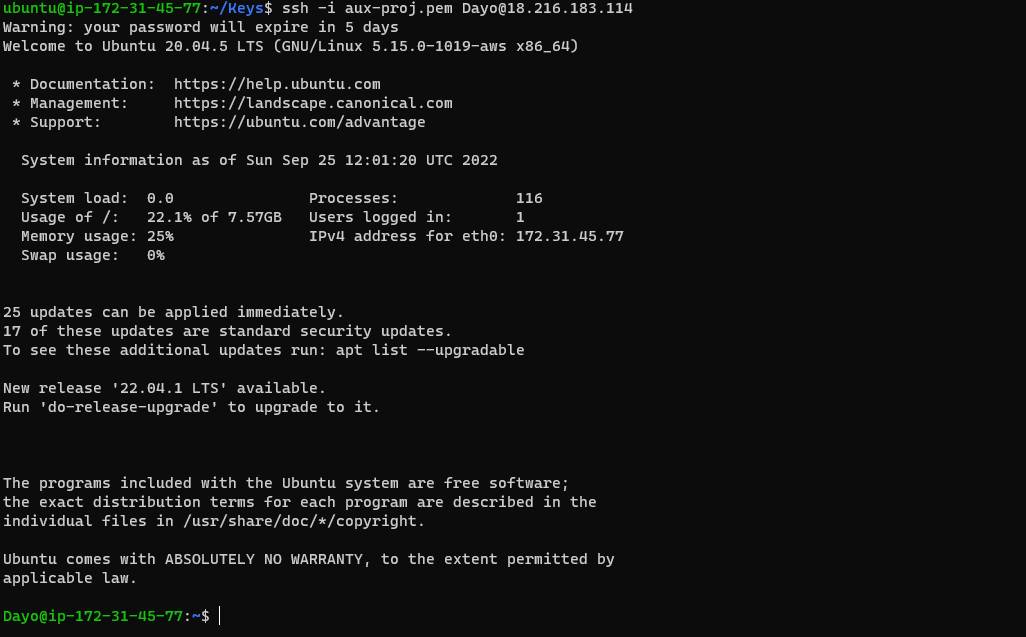 ubuntu@ip-172-31-45-77:~/Keys$ ssh -i aux-proj.pem Dayo@18.216.183.114
Warning: your password will expire in 5 days
Welcome to Ubuntu 20.04.5 LTS (GNU/Linux 5.15.0-1019-aws x86_64)
* Documentation:  https://help.ubuntu.com
* Management:     https://landscape.canonical.com
* Support:        https://ubuntu.com/advantage
System information as of Sun Sep 25 12:01:20 UTC 2022
System load:  0.0               Processes:             116
Usage of /:   22.1% of 7.57GB   Users logged in:       1
Memory usage: 25%               IPv4 address for eth0: 172.31.45.77
Swap usage:   0%
25 updates can be applied immediately.
17 of these updates are standard security updates.
To see these additional updates run: apt list --upgradable
New release '22.04.1 LTS' available.
Run 'do-release-upgrade' to upgrade to it.
The programs included with the Ubuntu system are free software;
the exact distribution terms for each program are described in the
individual files in /usr/share/doc/*/copyright.
Ubuntu comes with ABSOLUTELY NO WARRANTY, to the extent permitted by
applicable law.
Dayo@ip-172-31-45-77:~$